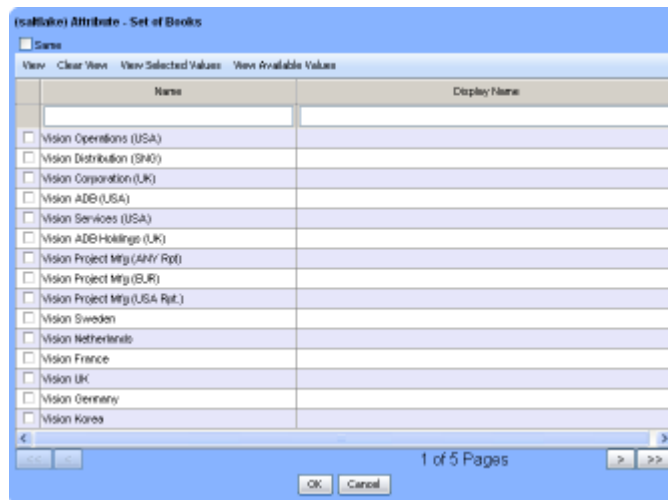 (saltlake) Attribute - Set of Books
Same
View Clear View View Selected Values View Available Values
Name Display Name
Vision Operations (USA)
Vision Distribution (SNG)
Vision Corporation (UK)
Vision ADB (USA)
Vision Services (USA)
Vision ADB Holdings (UK)
Vision Project Mfg (ANY Rpt)
Vision Project Mfg (EUR)
Vision Project Mfg (USA Rpt.)
Vision Sweden
Vision Netherlands
Vision France
Vision UK
Vision Germany
Vision Korea
<< < 1 of 5 Pages > >>
OK Cancel